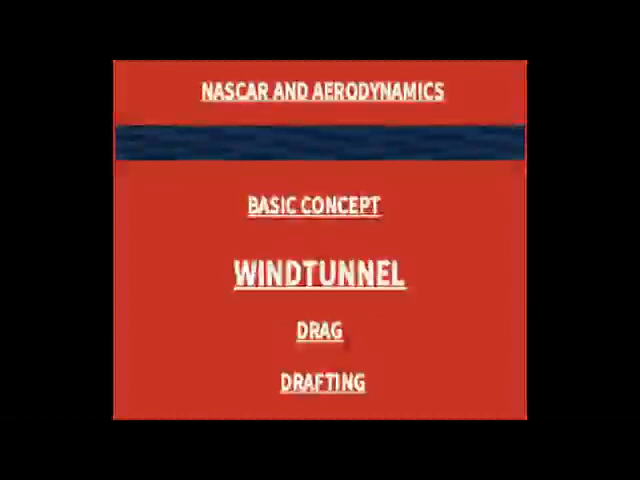 NASCAR AND AERODYNAMICS
BASIC CONCEPT
WINDTUNNEL
DRAG
DRAFTING